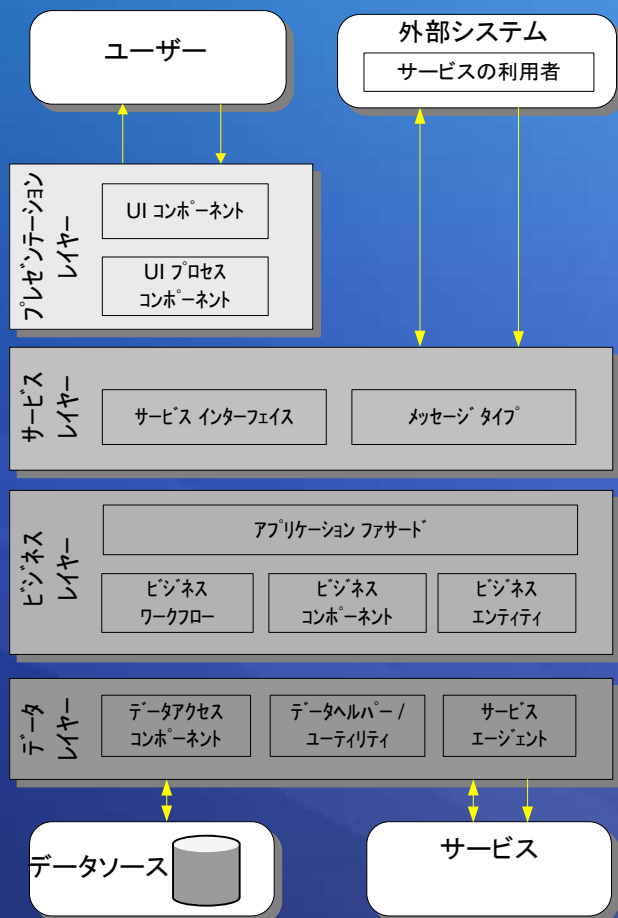 ユーザー
外部システム
サービスの利用者
プレゼンテーション
レイヤー
UI コンポーネント
UI プロセス
コンポーネント
サービス
レイヤー
サービス インターフェイス
メッセージ タイプ
ビジネス
レイヤー
アプリケーション ファサード
ビジネス
ワークフロー
ビジネス
コンポーネント
ビジネス
エンティティ
データ
レイヤー
データアクセス
コンポーネント
データヘルパー /
ユーティリティ
サービス
エージェント
データソース
サービス